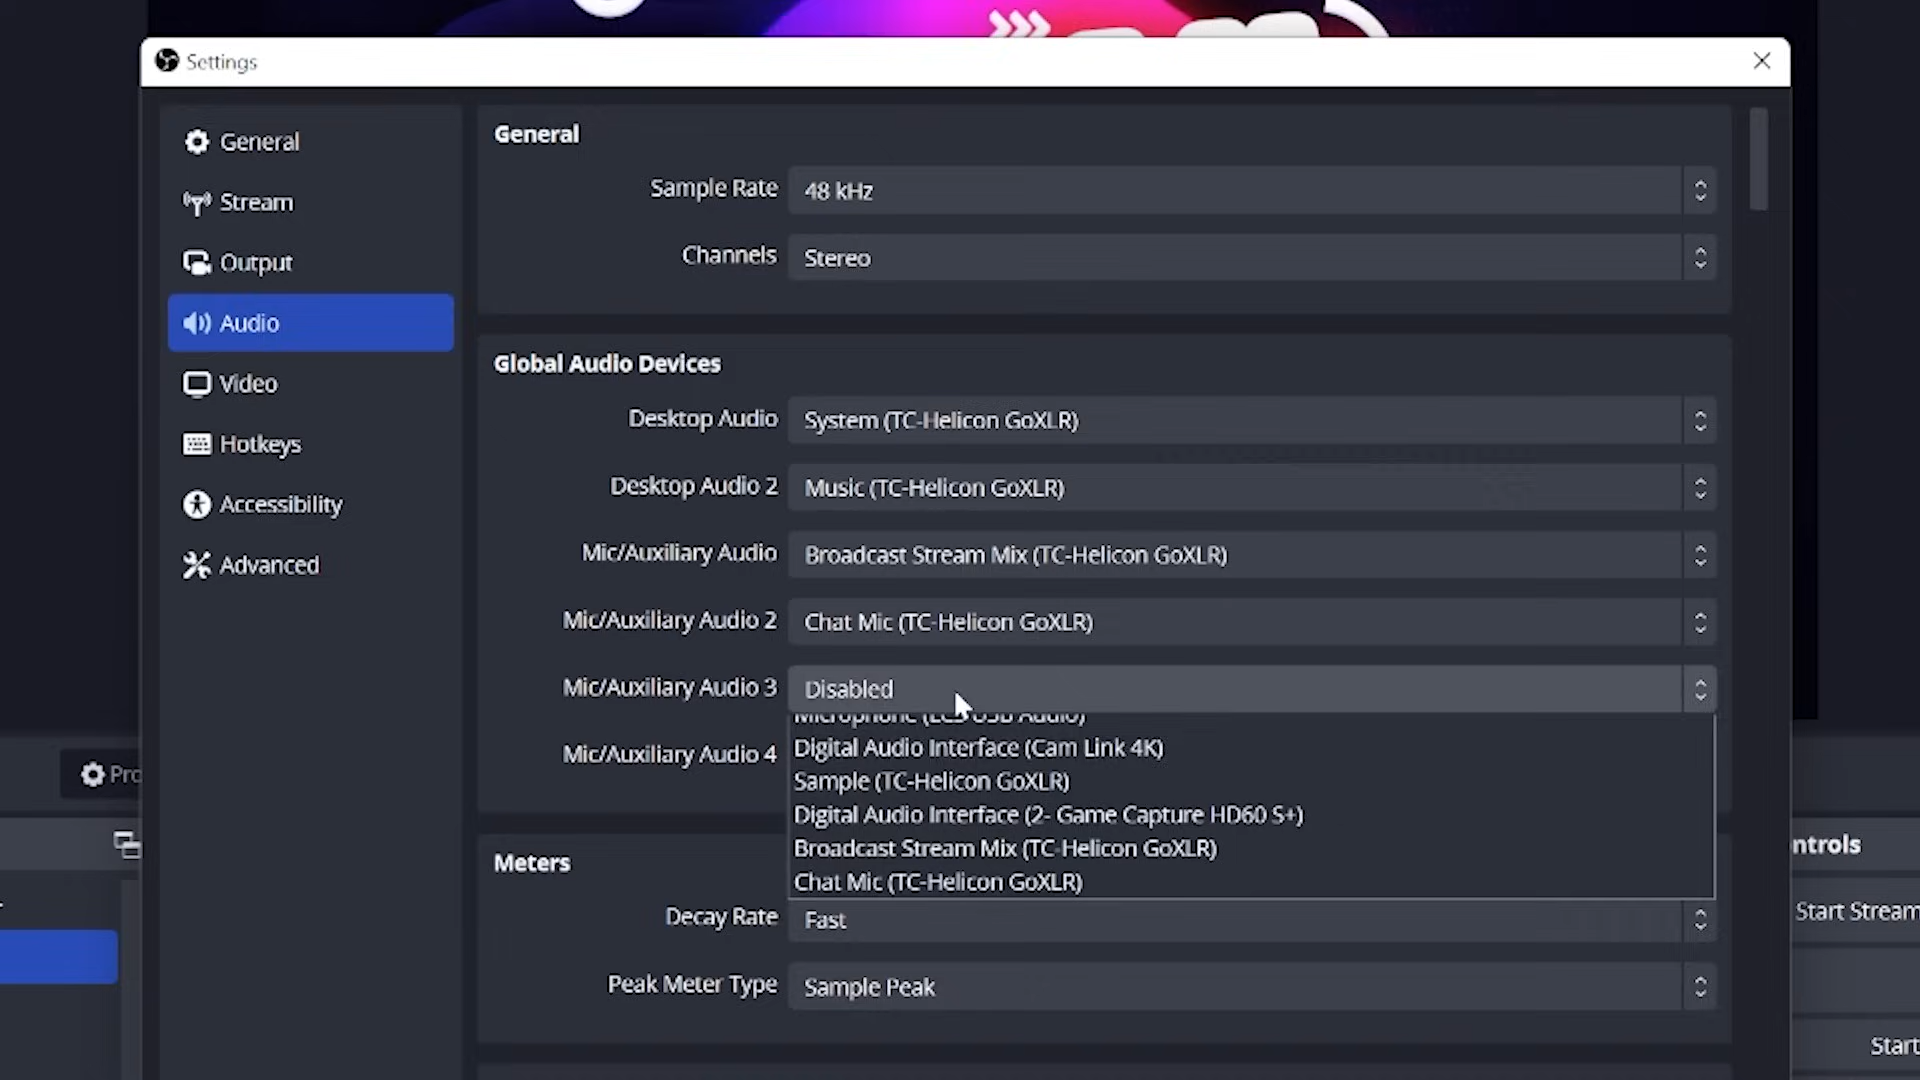 Settings
General
Stream
Output
Audio
Video
Hotkeys
Accessibility
Advanced
General
Sample Rate 48 kHz
Channels Stereo
Global Audio Devices
Desktop Audio System (TC-Helicon GoXLR)
Desktop Audio 2 Music (TC-Helicon GoXLR)
Mic/Auxiliary Audio Broadcast Stream Mix (TC-Helicon GoXLR)
Mic/Auxiliary Audio 2 Chat Mic (TC-Helicon GoXLR)
Mic/Auxiliary Audio 3 Disabled
Microphone USB Audio)
Digital Audio Interface (Cam Link 4K)
Mic/Auxiliary Audio 4
Sample (TC-Helicon GoXLR)
Digital Audio Interface (2- Game Capture HD60 S+)
Broadcast Stream Mix (TC-Helicon GoXLR)
Chat Mic (TC-Helicon GoXLR)
Meters
Decay Rate Fast
Peak Meter Type Sample Peak
Pro
ntrols
Start Stream
Start